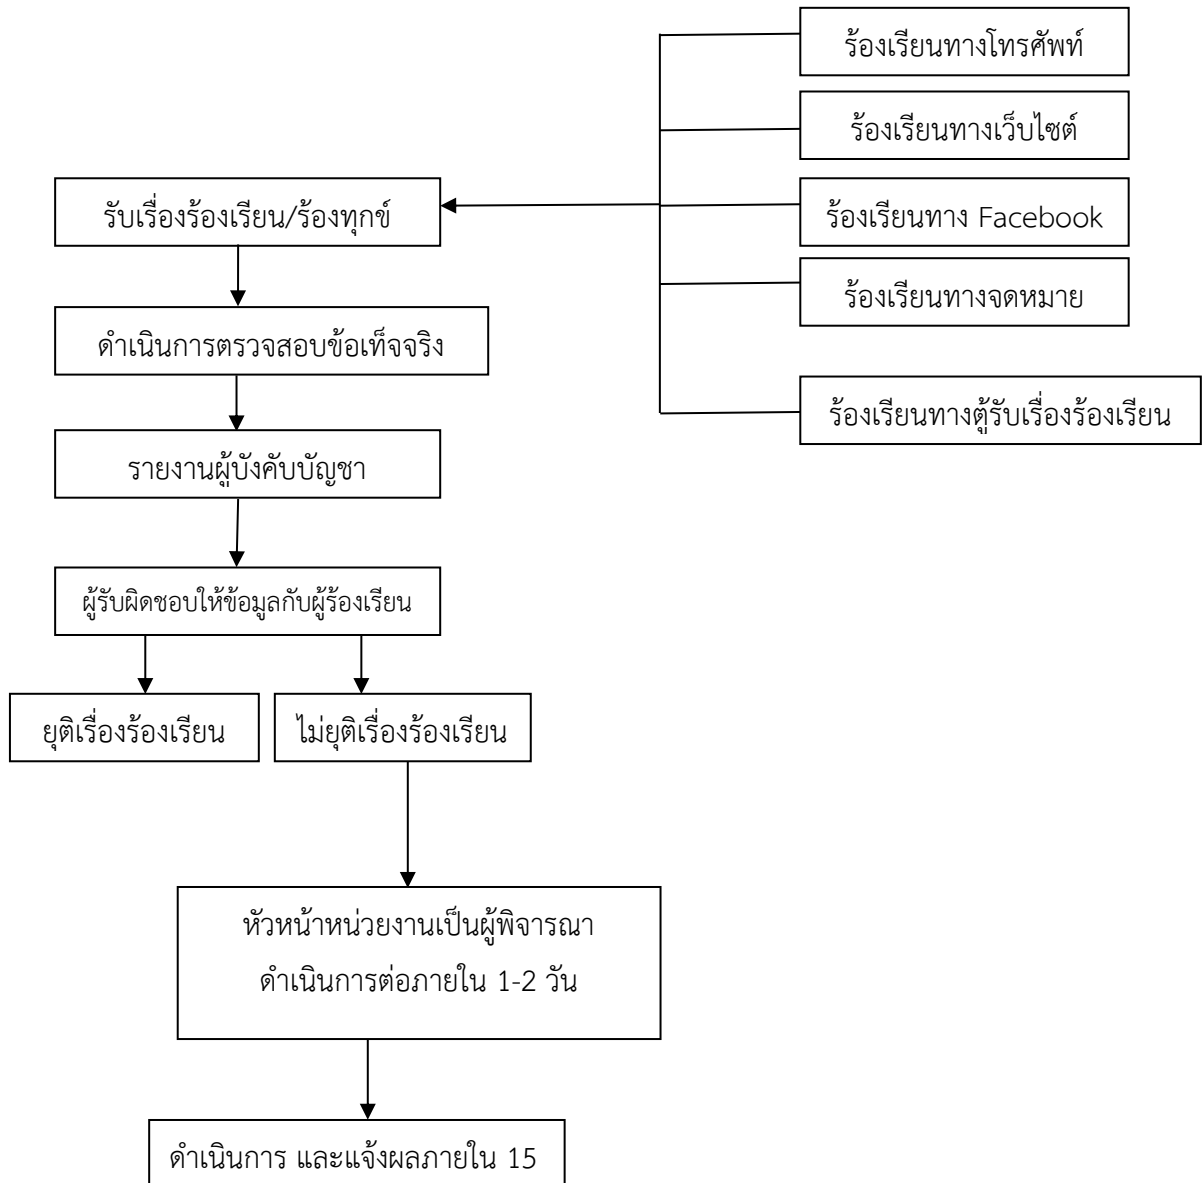 ร้องเรียนทางโทรศัพท์
ร้องเรียนทางเว็บไซต์
ร้องเรียนทาง Facebook
ร้องเรียนทางจดหมาย
ร้องเรียนทางตู้รับเรื่องร้องเรียน
รับเรื่องร้องเรียน/ร้องทุกข์
ดำเนินการตรวจสอบข้อเท็จจริง
รายงานผู้บังคับบัญชา
ผู้รับผิดชอบให้ข้อมูลกับผู้ร้องเรียน
ยุติเรื่องร้องเรียน
ไม่ยุติเรื่องร้องเรียน
หัวหน้าหน่วยงานเป็นผู้พิจารณา
ดำเนินการต่อภายใน 1-2 วัน
ดำเนินการ และแจ้งผลภายใน 15